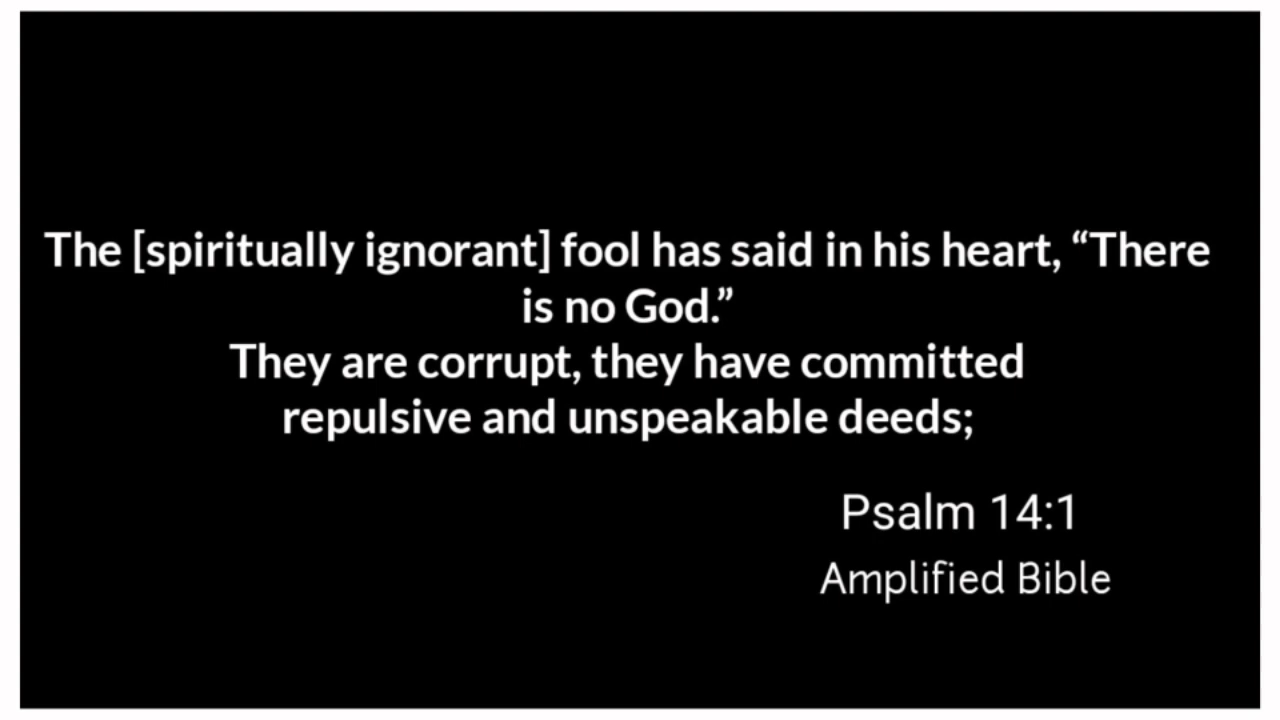 The [spiritually ignorant] fool has said in his heart, “There
is no God.”
They are corrupt, they have committed
repulsive and unspeakable deeds;
Psalm 14:1
Amplified Bible